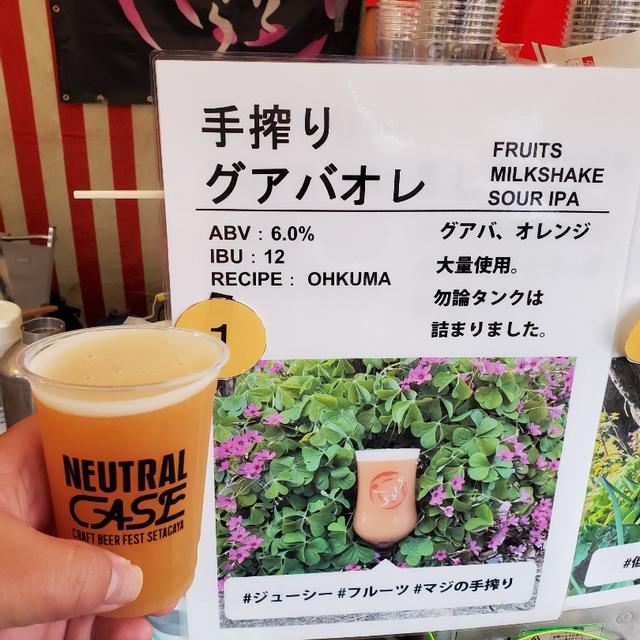 手搾り
グアバオレ
FRUITS
MILKSHAKE
SOUR IPA
ABV：6.0%
IBU：12
RECIPE： OHKUMA
グアバ、オレンジ
大量使用。
勿論タンクは
詰まりました。
1
NEUTRAL
CASE
CRAFT BEER FEST SETAGAYA
#ジューシー #フルーツ #マジの手搾り